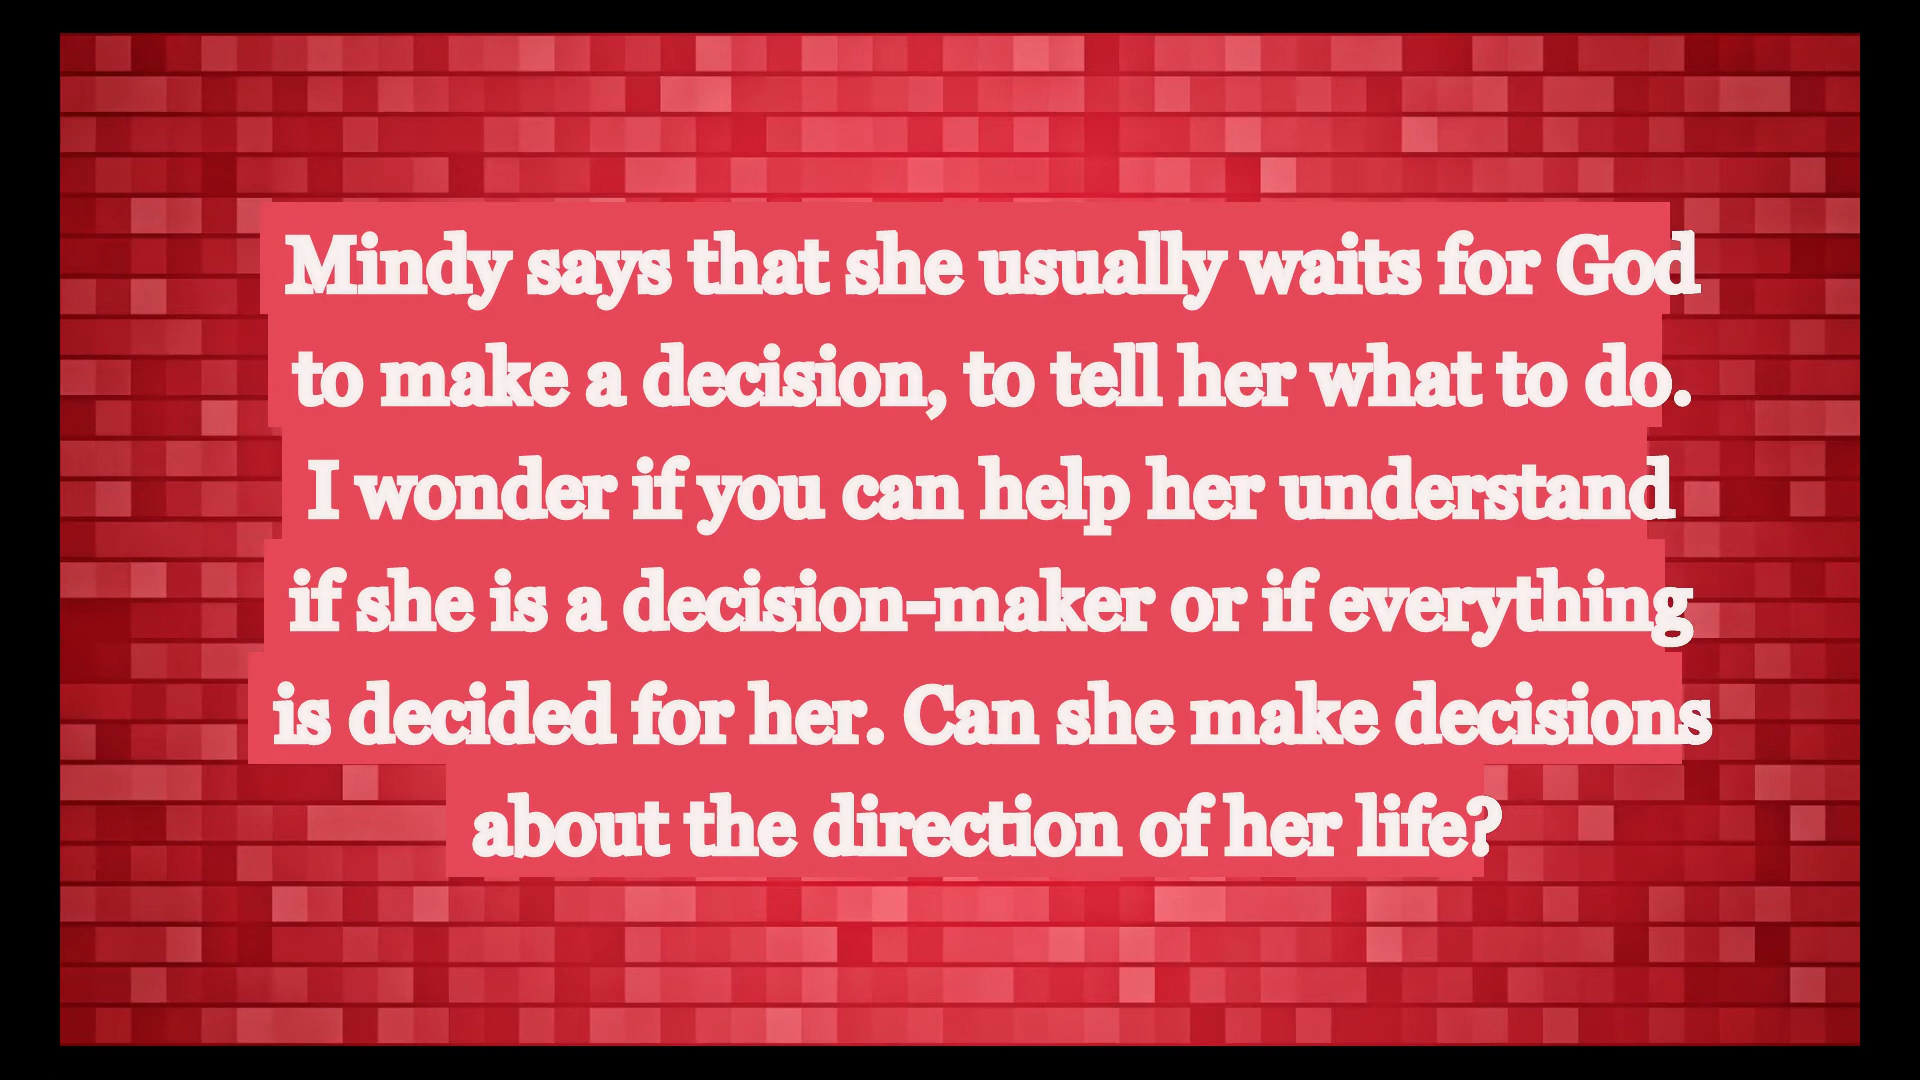 Mindy says that she usually waits for God
to make a decision, to tell her what to do.
I wonder if you can help her understand
if she is a decision-maker or if everything
is decided for her. Can she make decisions
about the direction of her life?